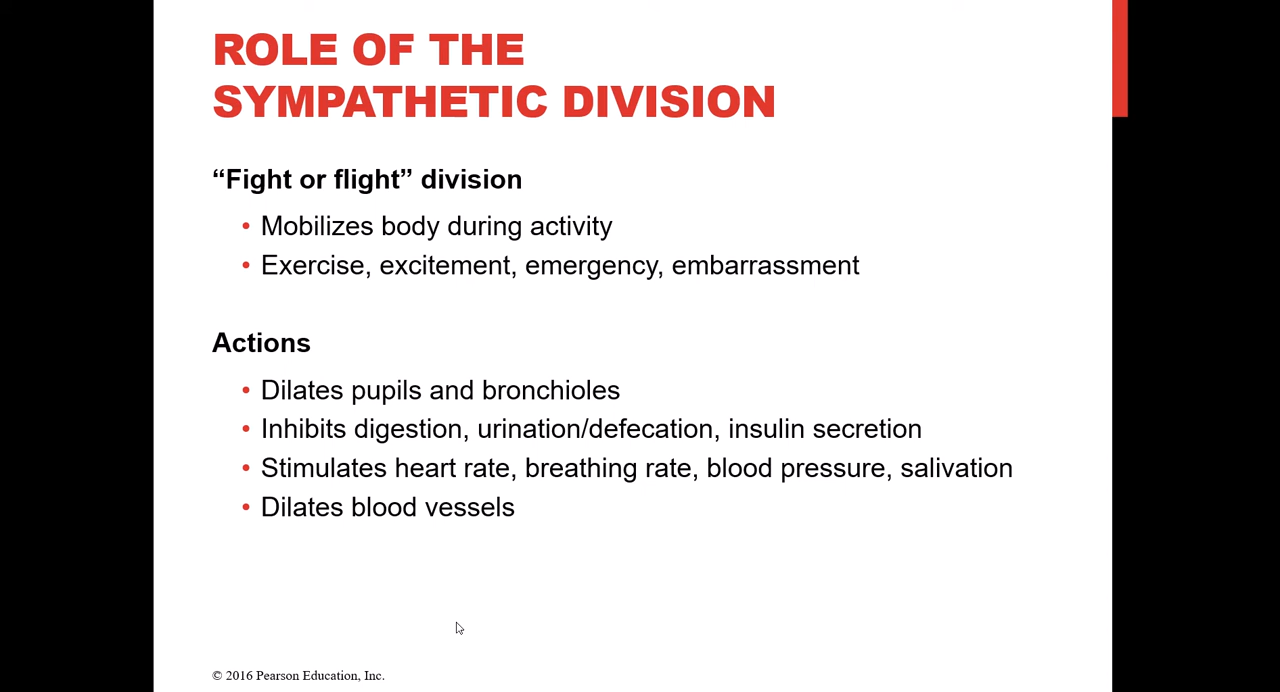 ROLE OF THE
SYMPATHETIC DIVISION
“Fight or flight” division
• Mobilizes body during activity
• Exercise, excitement, emergency, embarrassment
Actions
• Dilates pupils and bronchioles
• Inhibits digestion, urination/defecation, insulin secretion
• Stimulates heart rate, breathing rate, blood pressure, salivation
• Dilates blood vessels
© 2016 Pearson Education, Inc.